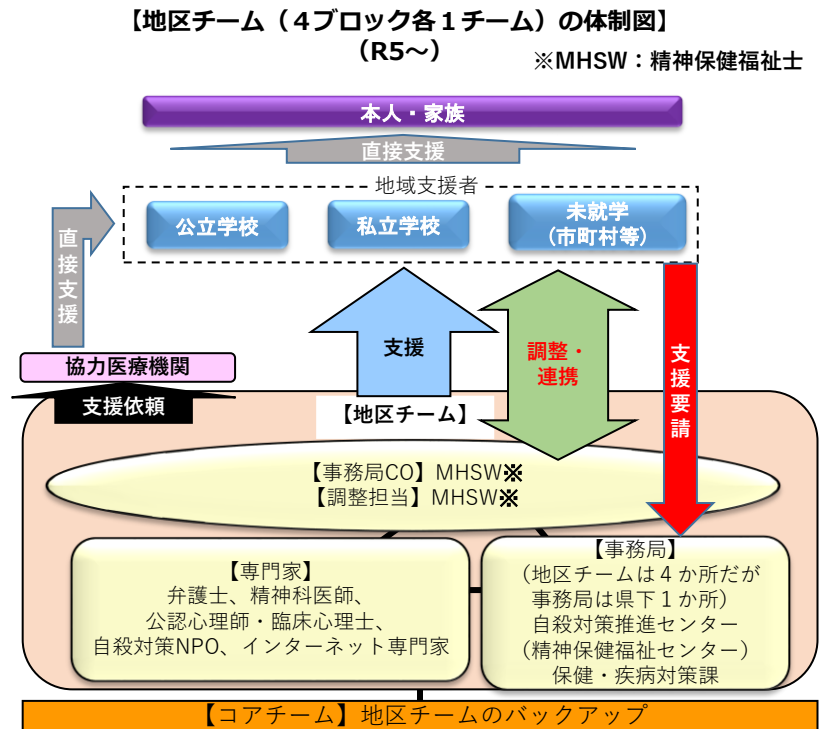 【地区チーム（４ブロック各１チーム）の体制図】
（R5～）
※MHSW：精神保健福祉士
本人・家族
直接支援
地域支援者
公立学校
私立学校
未就学
(市町村等)
直接支援
協力医療機関
支援依頼
支援
調整・
連携
支援要請
【地区チーム】
【事務局CO】MHSW※
【調整担当】MHSW※
【専門家】
弁護士、精神科医師、
公認心理師・臨床心理士、
自殺対策NPO、インターネット専門家
【事務局】
（地区チームは４か所だが
事務局は県下１か所）
自殺対策推進センター
（精神保健福祉センター）
保健・疾病対策課
【コアチーム】地区チームのバックアップ